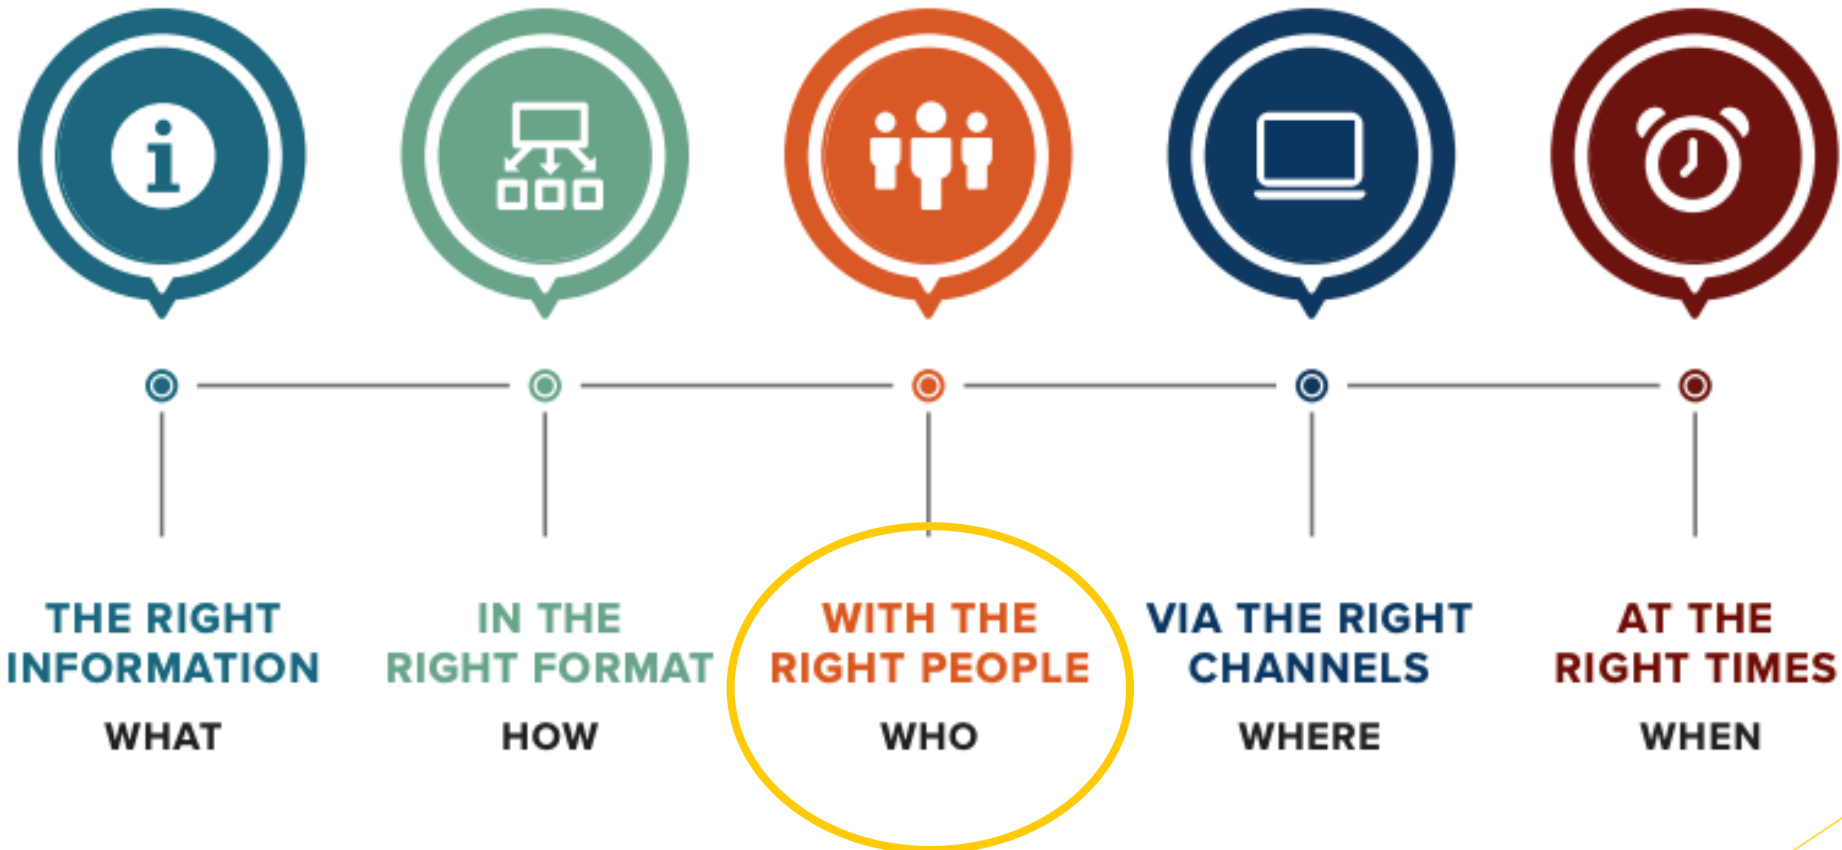 THE RIGHT
INFORMATION
WHAT
IN THE
RIGHT FORMAT
HOW
WITH THE
RIGHT PEOPLE
WHO
VIA THE RIGHT
CHANNELS
WHERE
AT THE
RIGHT TIMES
WHEN